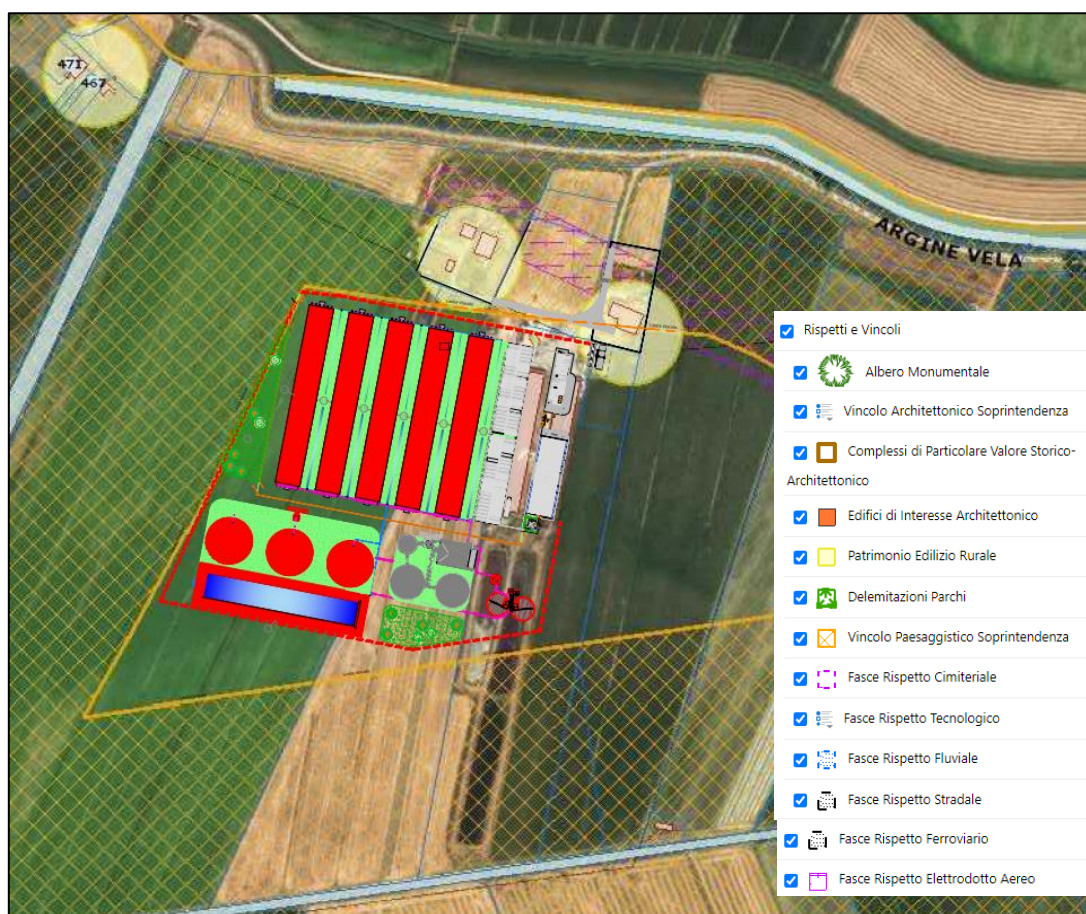 471
467
ARGINE VELA
Rispetti e Vincoli
Albero Monumentale
Vincolo Architettonico Soprintendenza
Complessi di Particolare Valore Storico-
Architettonico
Edifici di Interesse Architettonico
Patrimonio Edilizio Rurale
Delemitazioni Parchi
Vincolo Paesaggistico Soprintendenza
Fasce Rispetto Cimiteriale
Fasce Rispetto Tecnologico
Fasce Rispetto Fluviale
Fasce Rispetto Stradale
Fasce Rispetto Ferroviario
Fasce Rispetto Elettrodotto Aereo